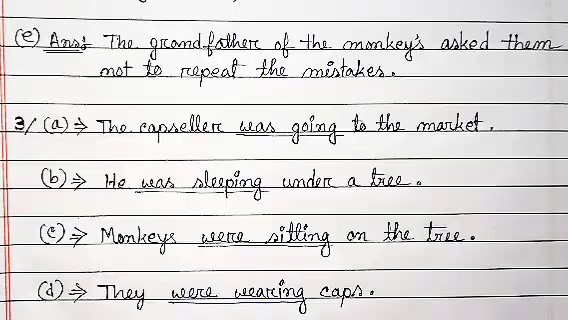 (e) Ans: The grandfather of the monkey's asked them
not to repeat the mistakes.
3/ (a) ⇒ The capseller was going to the market.
(b) ⇒ He was sleeping under a tree.
(c) ⇒ Monkeys were sitting on the tree.
(d) ⇒ They were wearing caps.